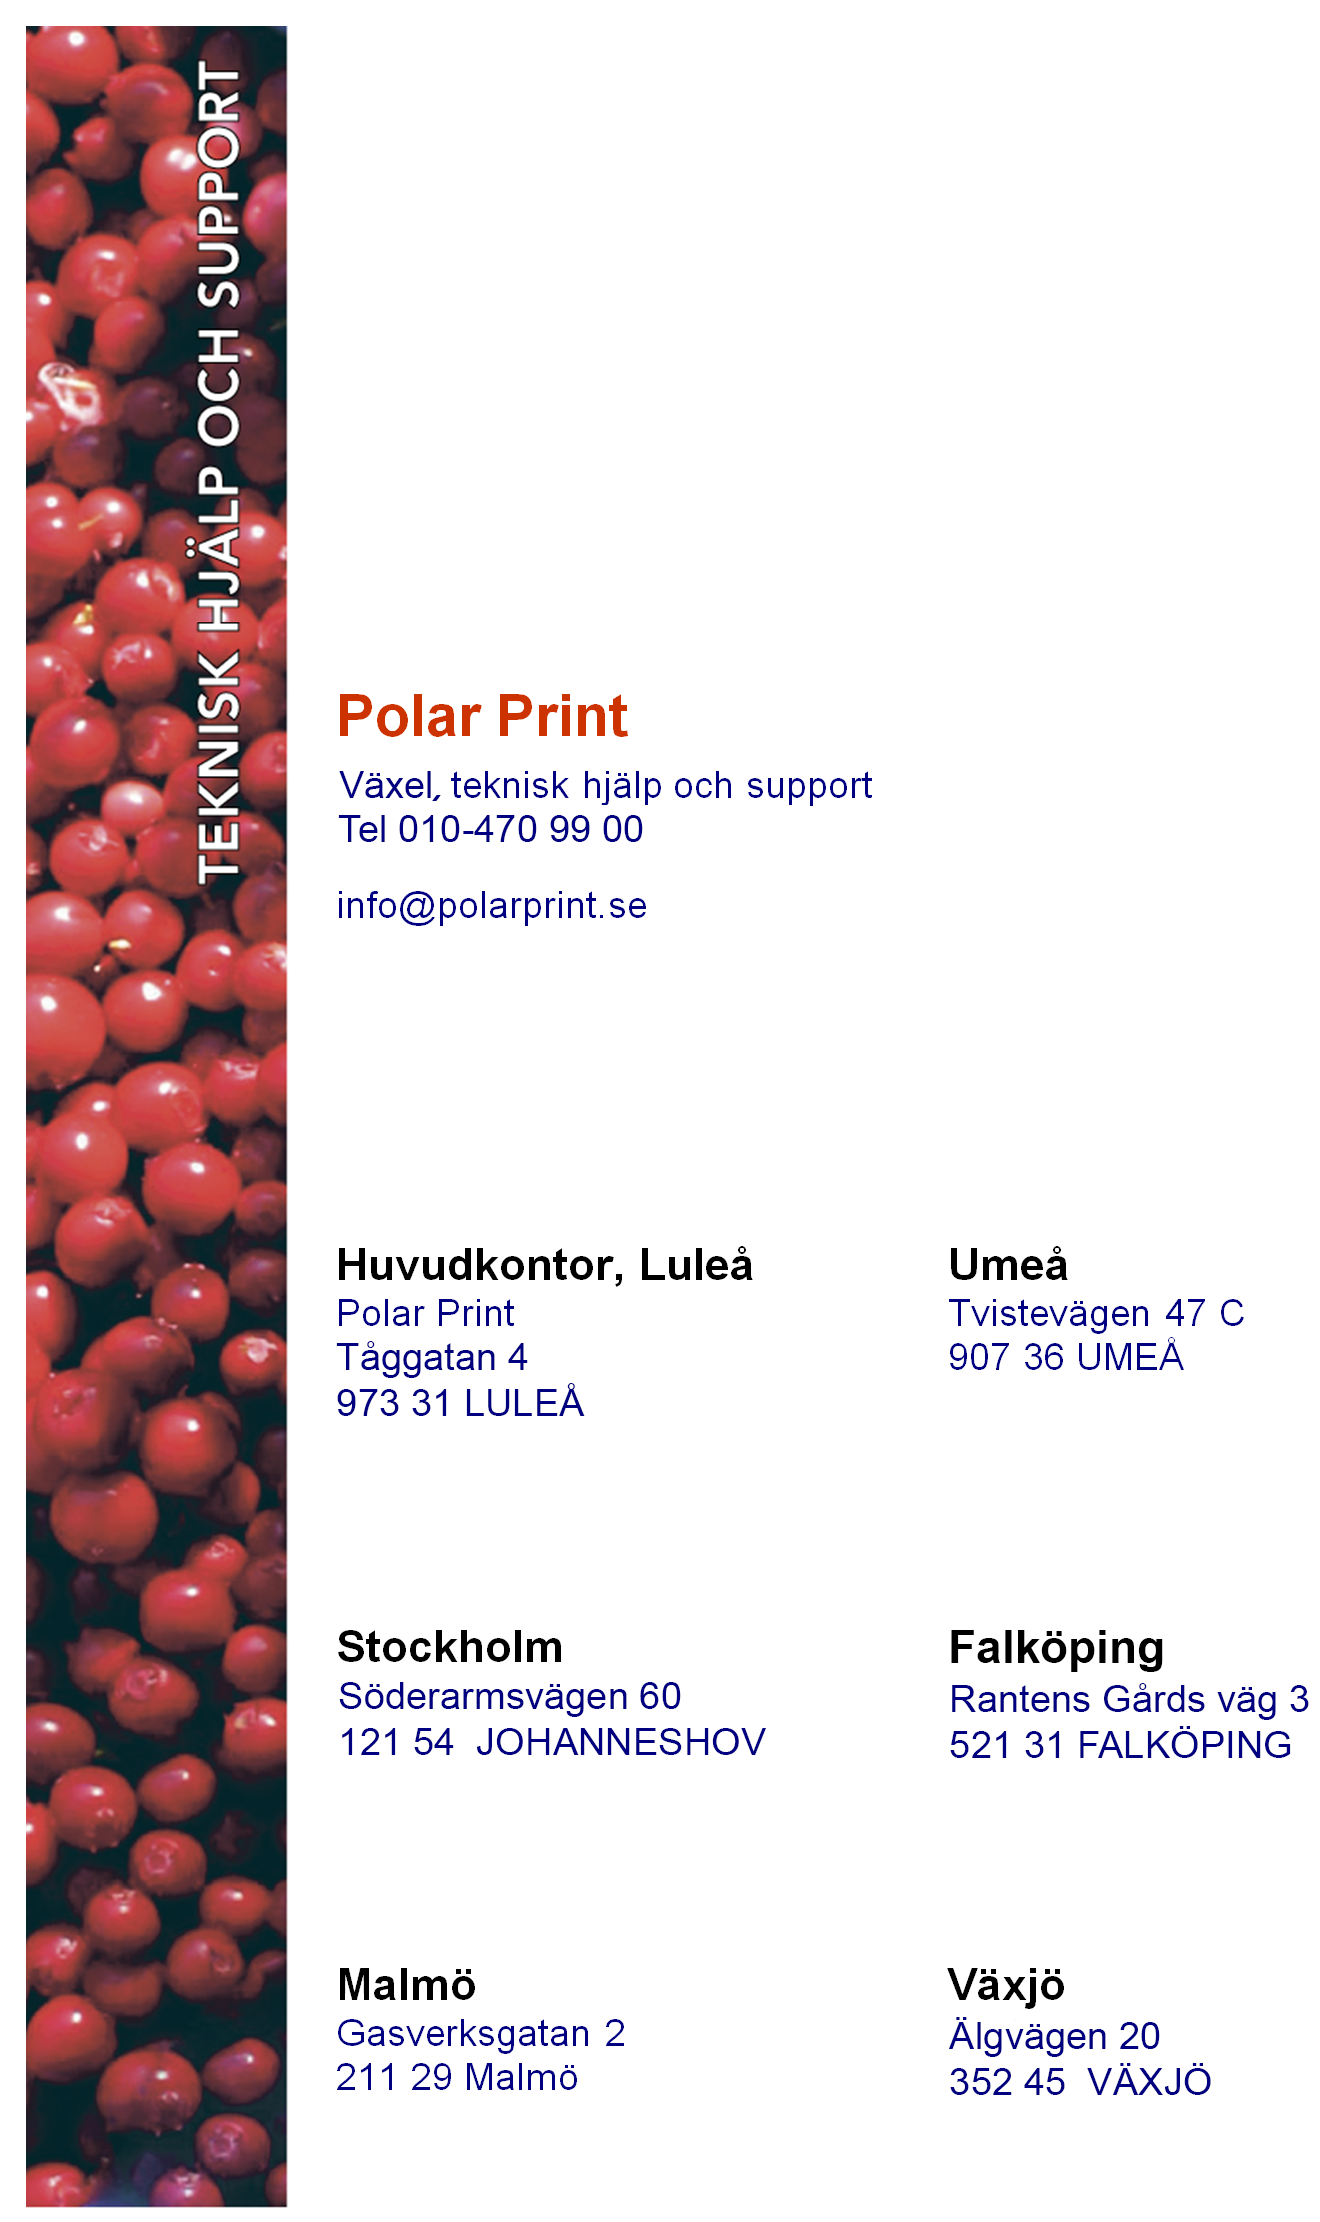 TEKNISK HJÄLP OCH SUPPORT
Polar Print
Växel, teknisk hjälp och support
Tel 010-470 99 00
info@polarprint.se
Huvudkontor, Luleå
Polar Print
Tåggatan 4
973 31 LULEÅ
Umeå
Tvistevägen 47 C
907 36 UMEÅ
Stockholm
Söderarmsvägen 60
121 54  JOHANNESHOV
Falköping
Rantens Gårds väg 3
521 31 FALKÖPING
Malmö
Gasverksgatan 2
211 29 Malmö
Växjö
Älgvägen 20
352 45  VÄXJÖ